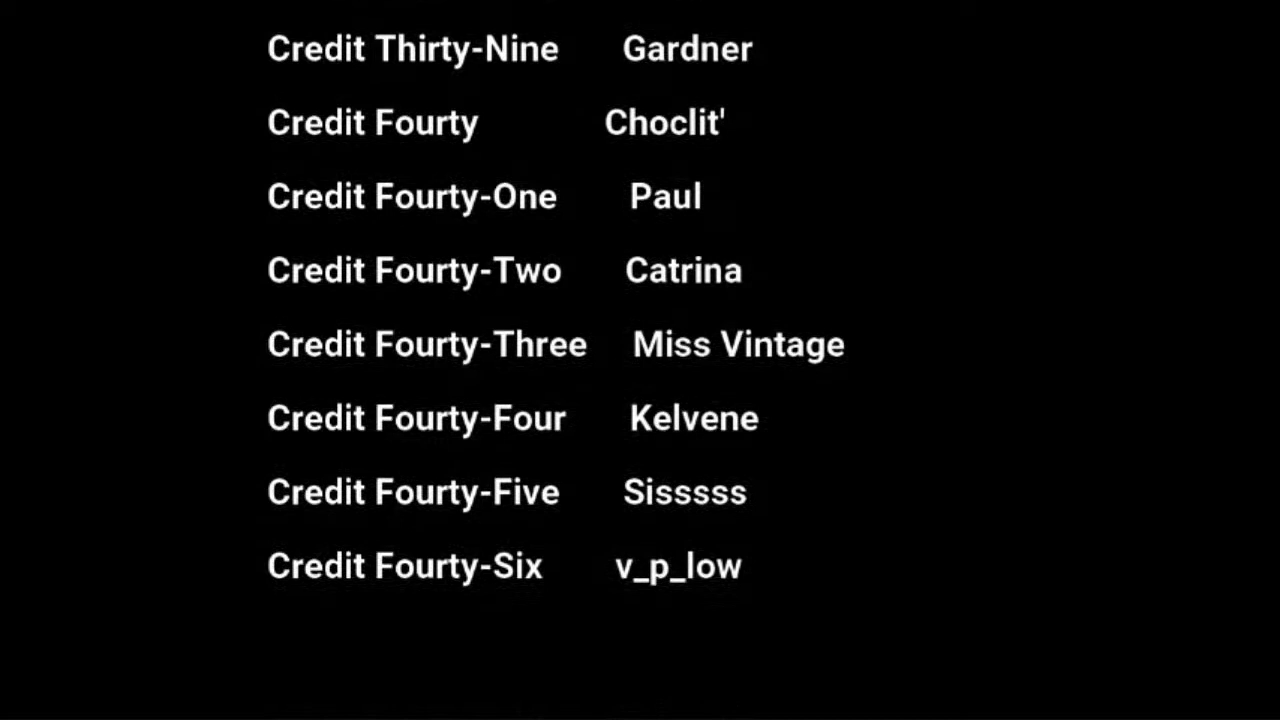 Credit Thirty-Nine Gardner
Credit Fourty Choclit'
Credit Fourty-One Paul
Credit Fourty-Two Catrina
Credit Fourty-Three Miss Vintage
Credit Fourty-Four Kelvene
Credit Fourty-Five Sisssss
Credit Fourty-Six v_p_low